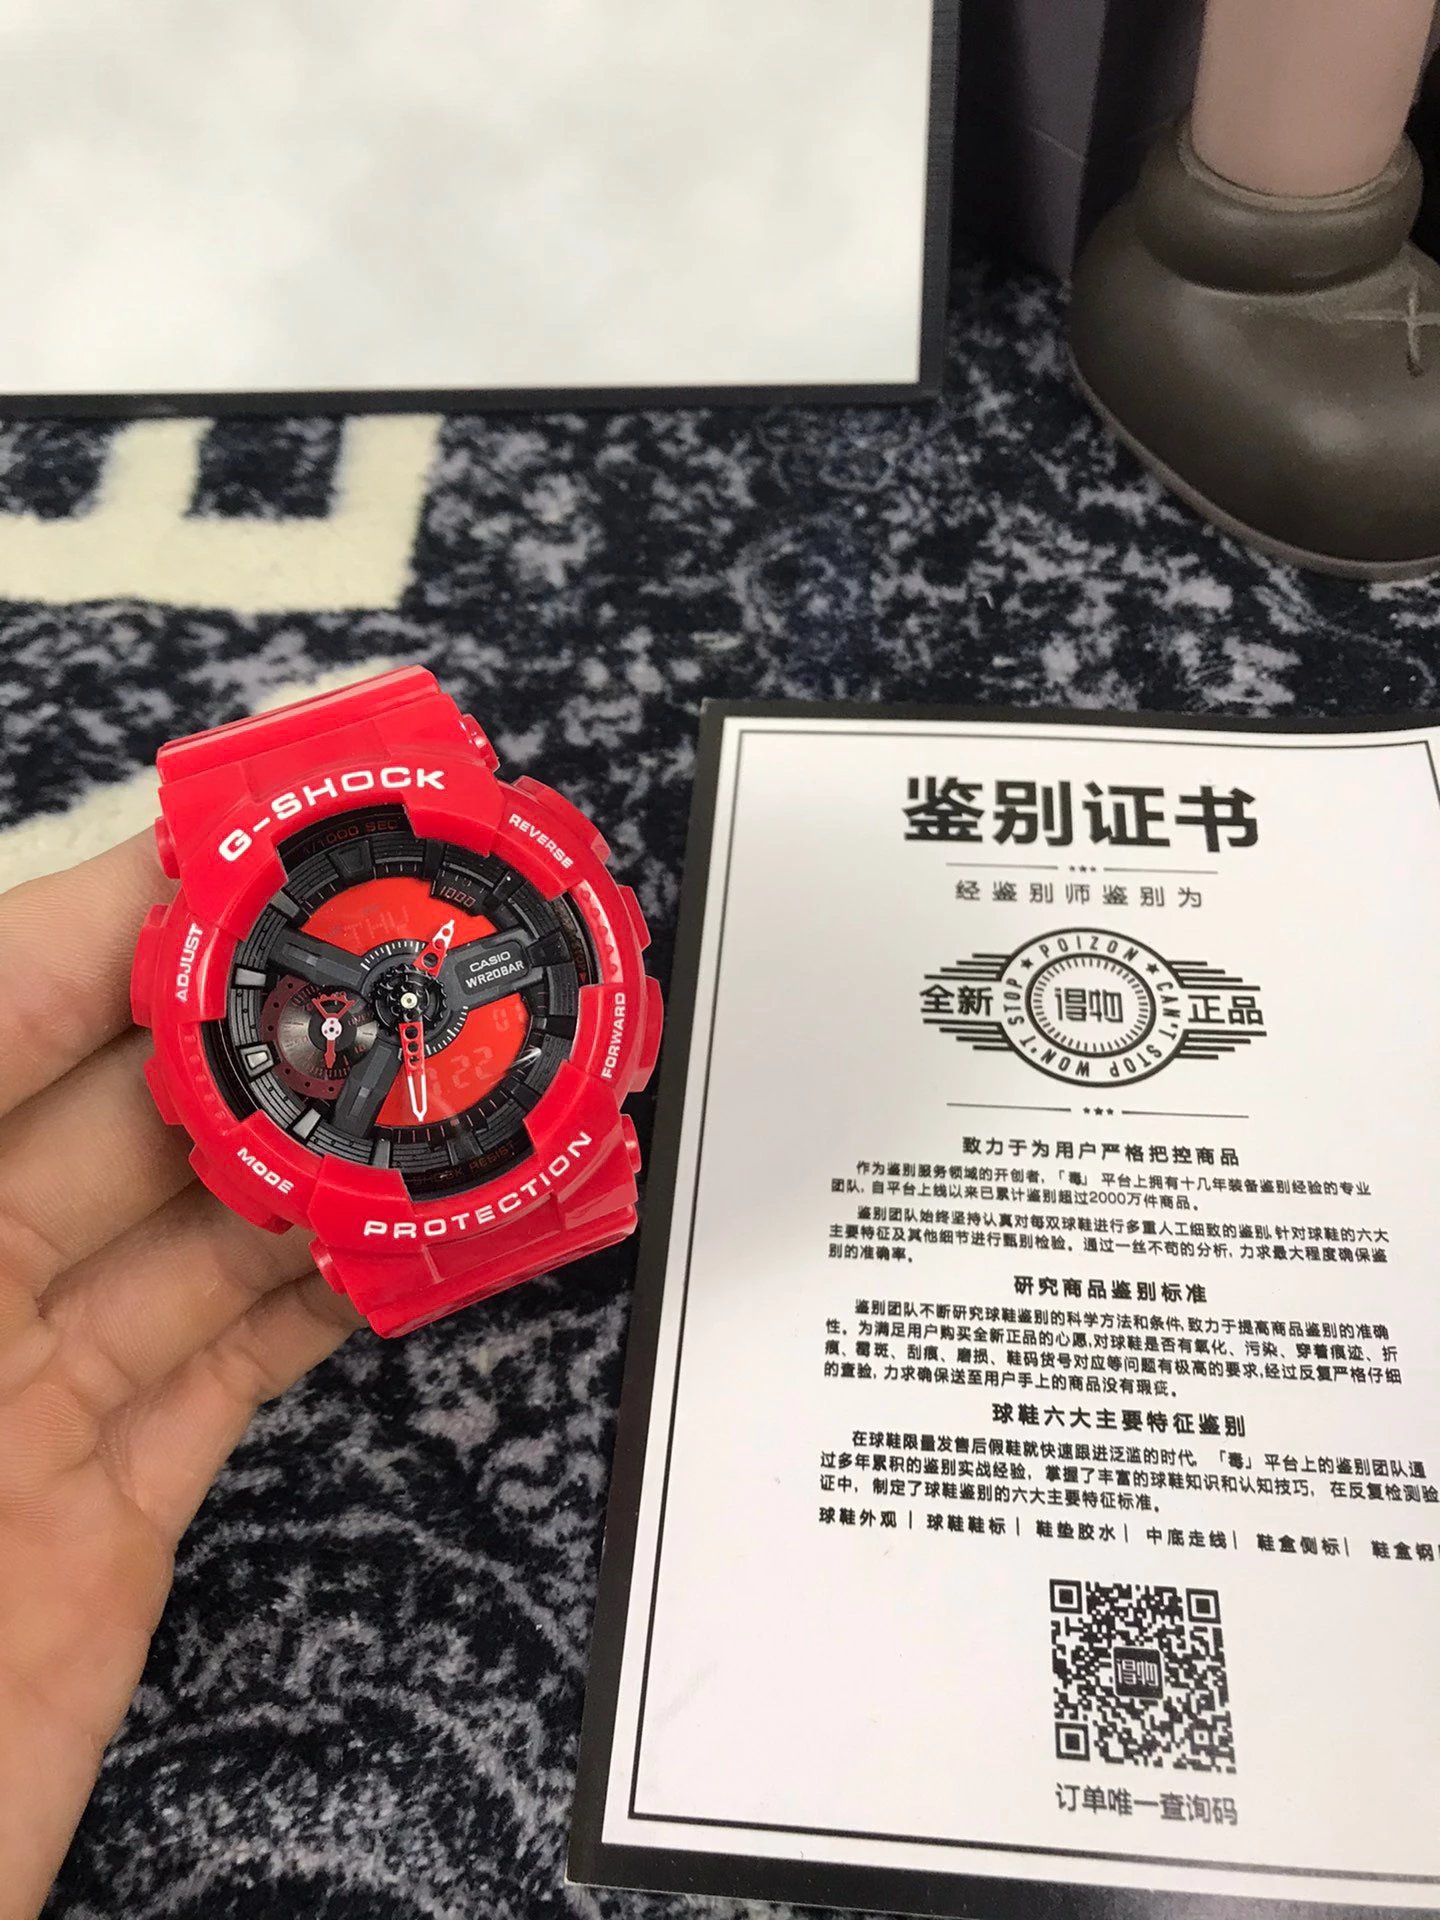 G-SHOCK
1/1000 SEC
REVERSE
1000
THU
ADJUST
CASIO
WR20BAR
FORWARD
22
MODE
SHOCK RESIST
PROTECTION
鉴别证书
经鉴别师鉴别为
POIZON
CAN'T STOP WON'T STOP
全新 得物 正品
致力于为用户严格把控商品
作为鉴别服务领域的开创者,「毒」平台上拥有十几年装备鉴别经验的专业
团队,自平台上线以来已累计鉴别超过2000万件商品。
鉴别团队始终坚持认真对每双球鞋进行多重人工细致的鉴别,针对球鞋的六大
主要特征及其他细节进行甄别检验。通过一丝不苟的分析,力求最大程度确保鉴
别的准确率。
研究商品鉴别标准
鉴别团队不断研究球鞋鉴别的科学方法和条件,致力于提高商品鉴别的准确
性。为满足用户购买全新正品的心愿,对球鞋是否有氧化、污染、穿着痕迹、折
痕、霉斑、刮痕、磨损、鞋码货号对应等问题有极高的要求,经过反复严格仔细
的查验,力求确保送至用户手上的商品没有瑕疵。
球鞋六大主要特征鉴别
在球鞋限量发售后假鞋就快速跟进泛滥的时代,「毒」平台上的鉴别团队通
过多年累积的鉴别实战经验,掌握了丰富的球鞋知识和认知技巧,在反复检测验
证中,制定了球鞋鉴别的六大主要特征标准。
球鞋外观 | 球鞋鞋标 | 鞋垫胶水 | 中底走线 | 鞋盒侧标 | 鞋盒钢
得物
订单唯一查询码